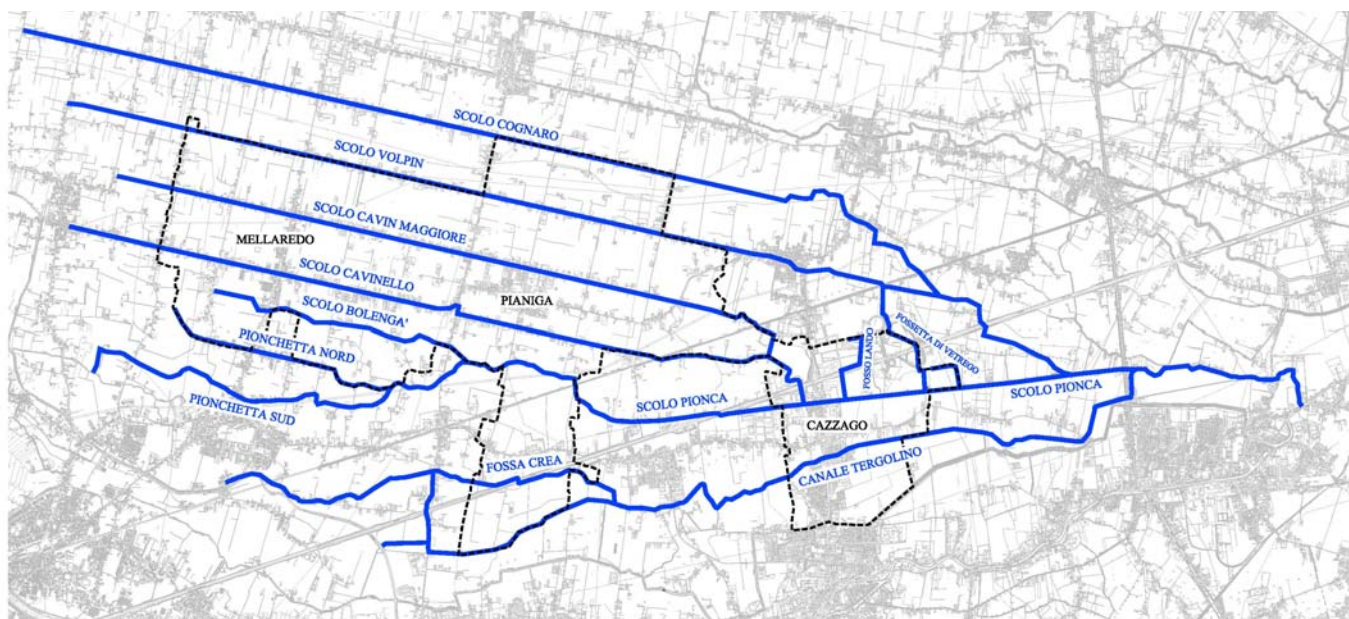 SCOLO COGNARO
SCOLO VOLPIN
SCOLO CAVIN MAGGIORE
MELLAREDO
SCOLO CAVINELLO
PIANIGA
SCOLO BOLENGA'
PIONCHETTA NORD
FOSSO LANDO
FOSSETTA DI VETREGO
PIONCHETTA SUD
SCOLO PIONCA
SCOLO PIONCA
CAZZAGO
FOSSA CREA
CANALE TERGOLINO